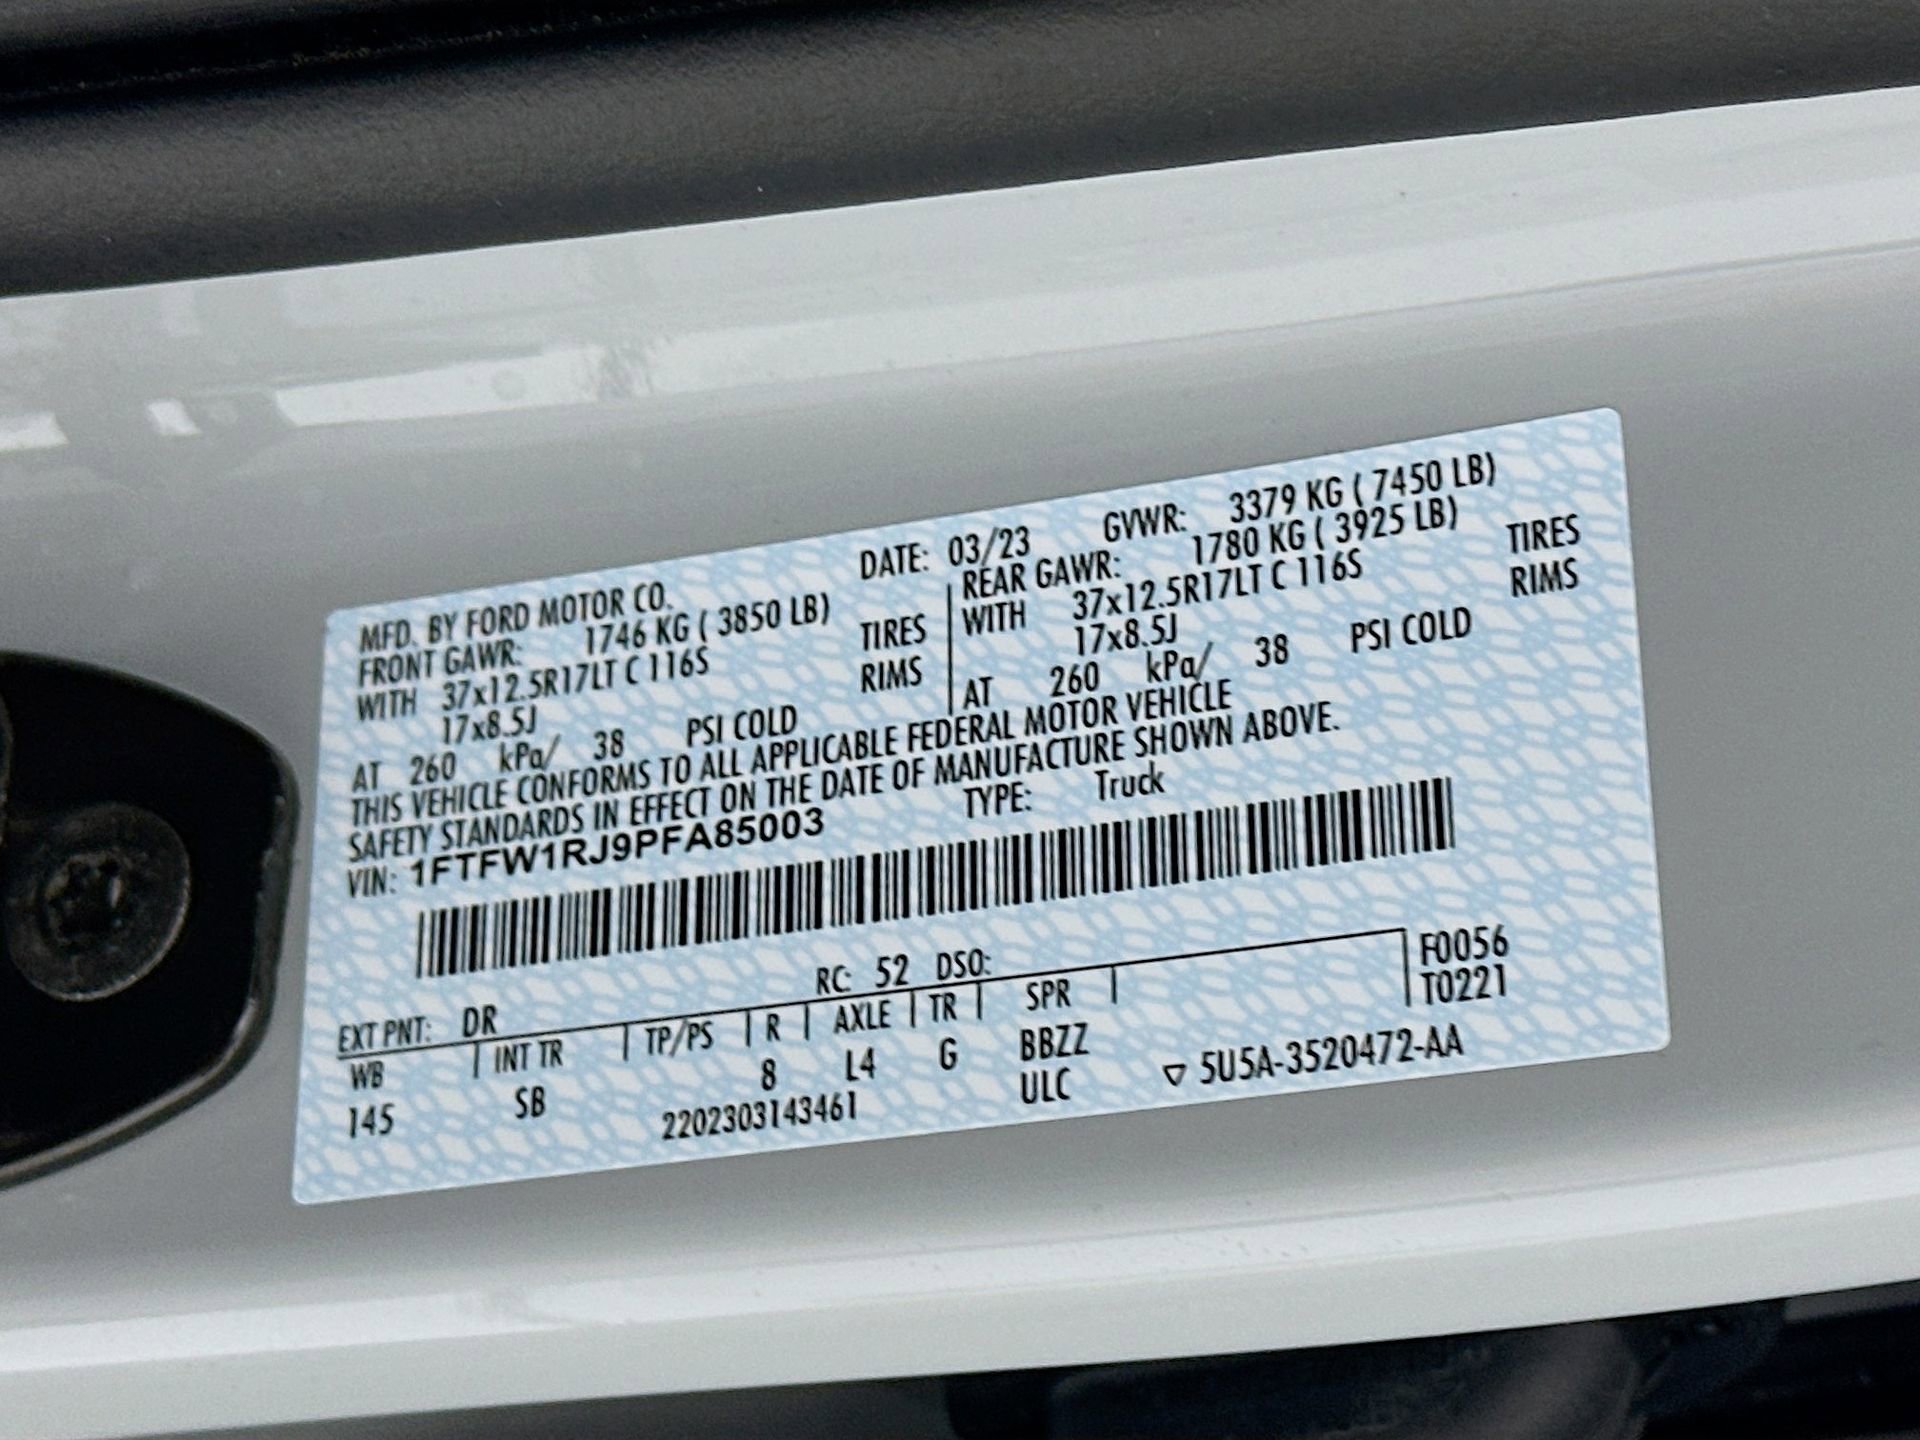 MFD. BY FORD MOTOR CO. DATE: 03/23 GVWR: 3379 KG ( 7450 LB)
FRONT GAWR: 1746 KG ( 3850 LB) REAR GAWR: 1780 KG ( 3925 LB)
WITH 37x12.5R17LT C 116S TIRES WITH 37x12.5R17LT C 116S TIRES
17x8.5J RIMS 17x8.5J RIMS
AT 260 kPa/ 38 PSI COLD AT 260 kPa/ 38 PSI COLD
THIS VEHICLE CONFORMS TO ALL APPLICABLE FEDERAL MOTOR VEHICLE
SAFETY STANDARDS IN EFFECT ON THE DATE OF MANUFACTURE SHOWN ABOVE.
VIN: 1FTFW1RJ9PFA85003 TYPE: Truck
EXT PNT: DR RC: 52 DSO: F0056
WB INT TR TP/PS R AXLE TR SPR T0221
145 SB 8 L4 G BBZZ
2202303143461 ULC ▽ 5U5A-3520472-AA